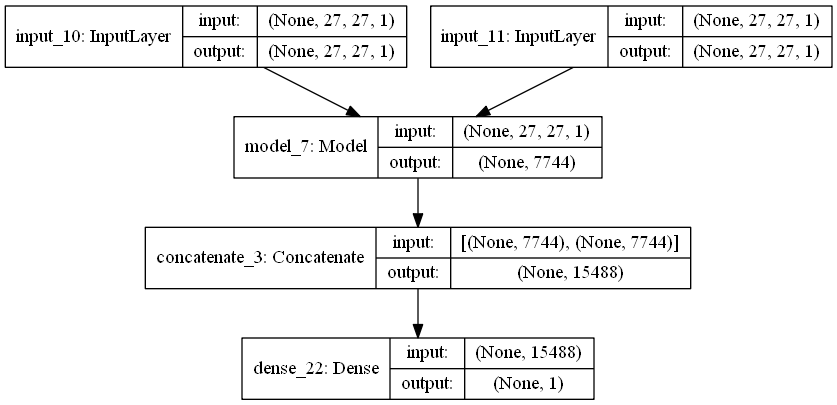 input_10: InputLayer
input: (None, 27, 27, 1)
output: (None, 27, 27, 1)
input_11: InputLayer
input: (None, 27, 27, 1)
output: (None, 27, 27, 1)
model_7: Model
input: (None, 27, 27, 1)
output: (None, 7744)
concatenate_3: Concatenate
input: [(None, 7744), (None, 7744)]
output: (None, 15488)
dense_22: Dense
input: (None, 15488)
output: (None, 1)